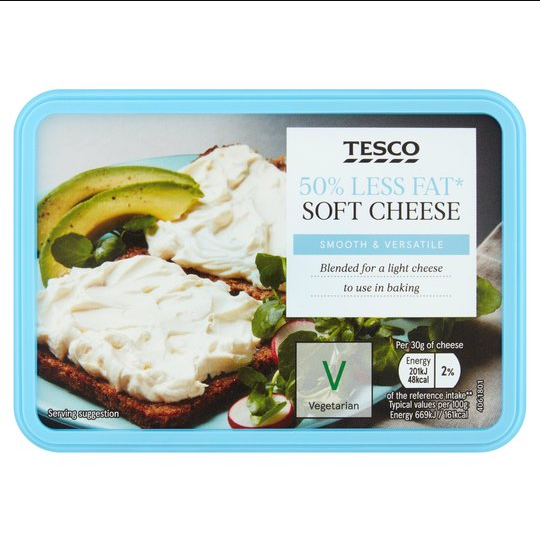 TESCO
50% LESS FAT*
SOFT CHEESE
SMOOTH & VERSATILE
Blended for a light cheese
to use in baking
Per 30g of cheese
Energy
201kJ
48kcal
2%
of the reference intake**
Typical values per 100g:
Energy 669kJ / 161kcal
V
Vegetarian
Serving suggestion
4061801